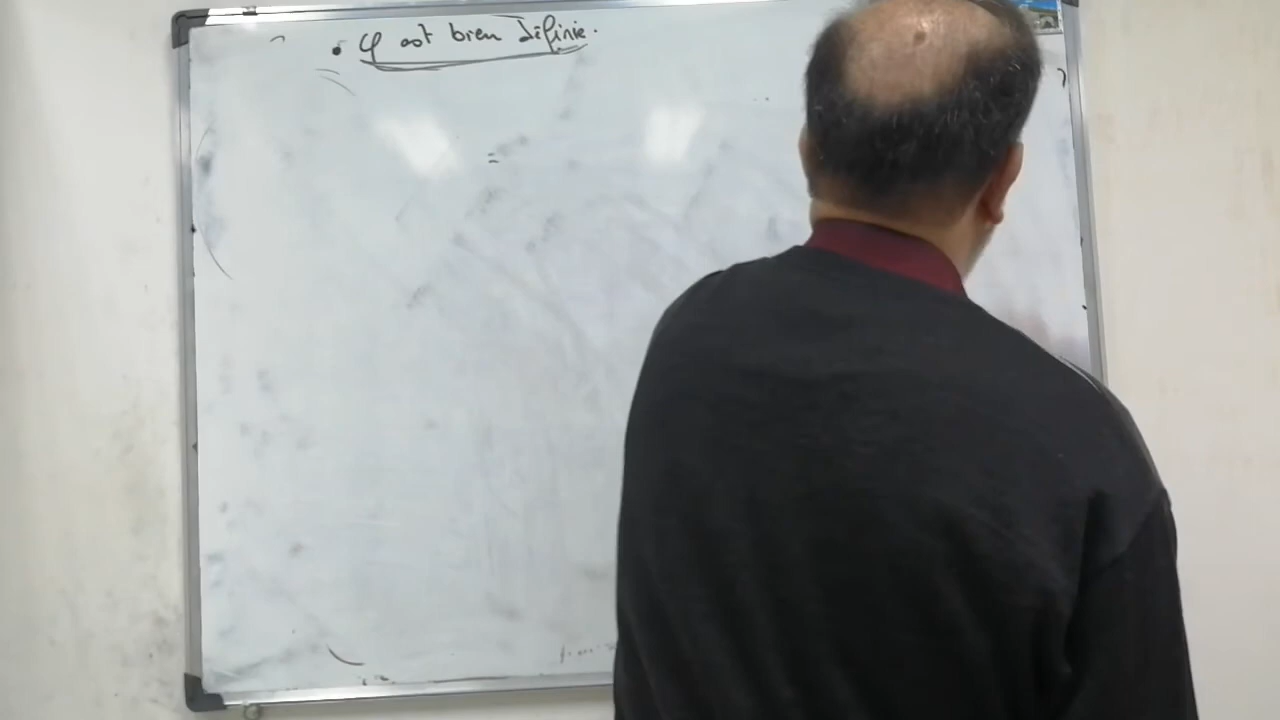 • φ est bien définie.